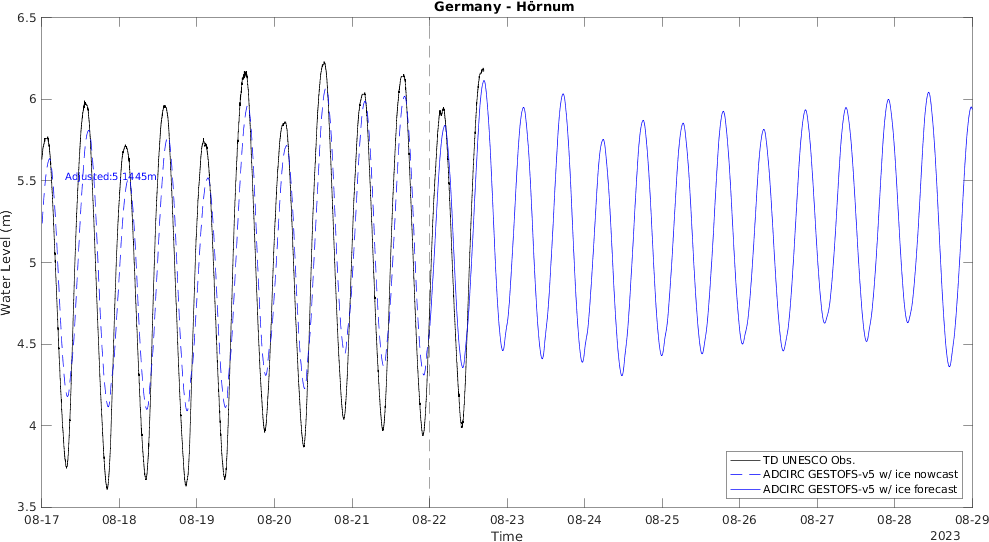 Germany - Hörnum
6.5
6
5.5
5
4.5
4
3.5
Water Level (m)
Adjusted:5.1445m
TD UNESCO Obs.
ADCIRC GESTOFS-v5 w/ ice nowcast
ADCIRC GESTOFS-v5 w/ ice forecast
08-17 08-18 08-19 08-20 08-21 08-22 08-23 08-24 08-25 08-26 08-27 08-28 08-29
Time
2023